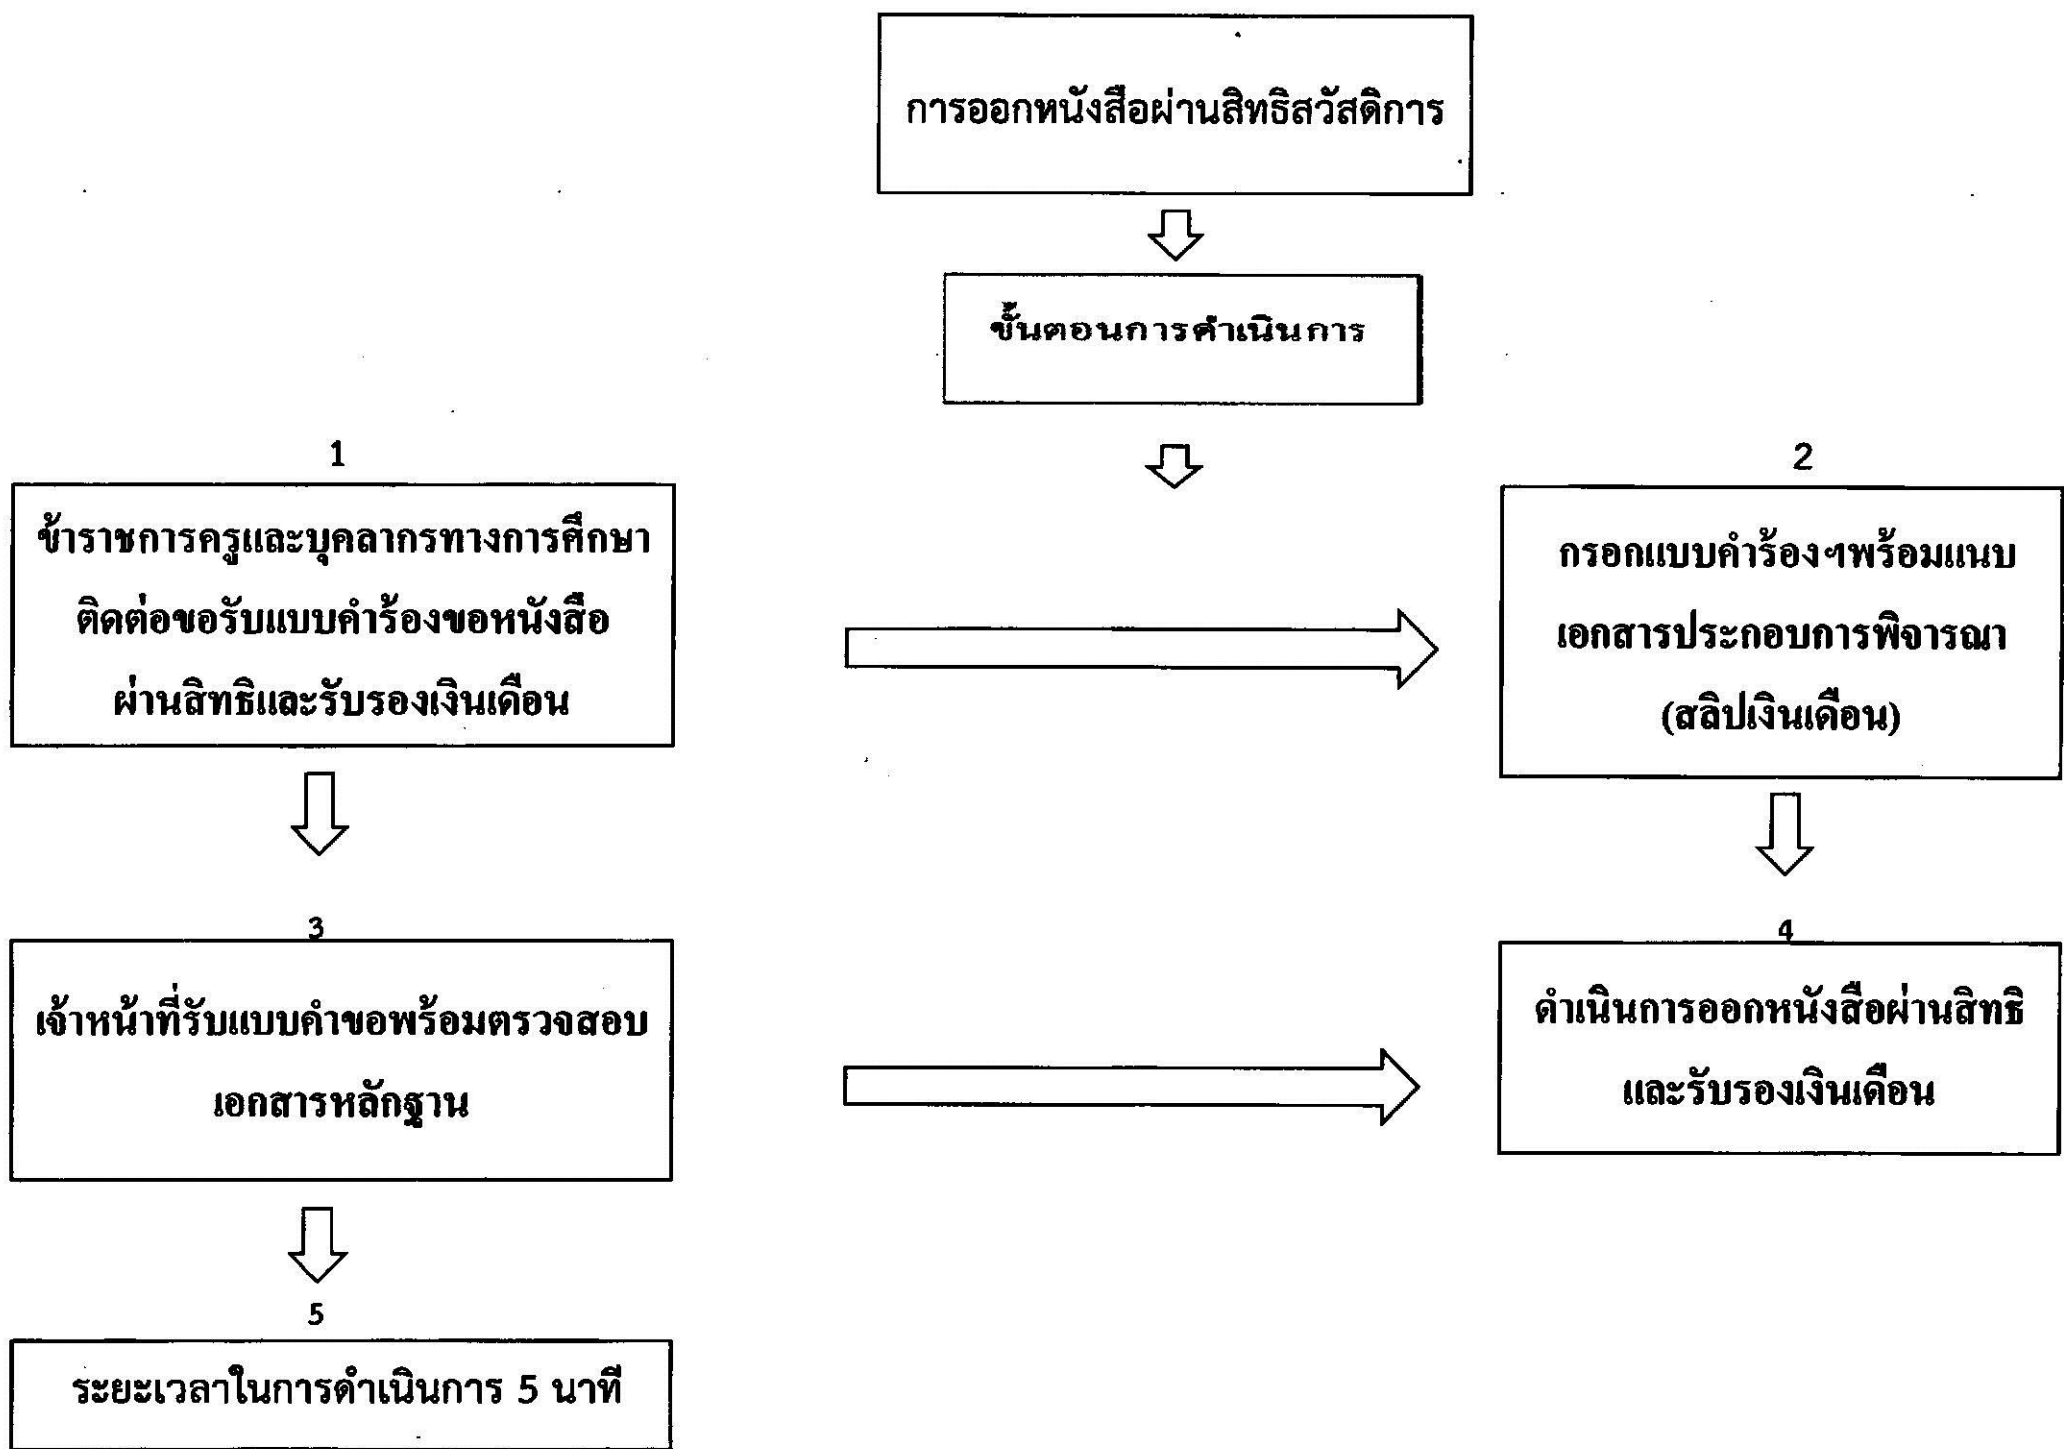 การออกหนังสือผ่านสิทธิสวัสดิการ
ขั้นตอนการดำเนินการ
1
ข้าราชการครูและบุคลากรทางการศึกษา
ติดต่อขอรับแบบคำร้องขอหนังสือ
ผ่านสิทธิและรับรองเงินเดือน
2
กรอกแบบคำร้องฯพร้อมแนบ
เอกสารประกอบการพิจารณา
(สลิปเงินเดือน)
3
เจ้าหน้าที่รับแบบคำขอพร้อมตรวจสอบ
เอกสารหลักฐาน
4
ดำเนินการออกหนังสือผ่านสิทธิ
และรับรองเงินเดือน
5
ระยะเวลาในการดำเนินการ 5 นาที